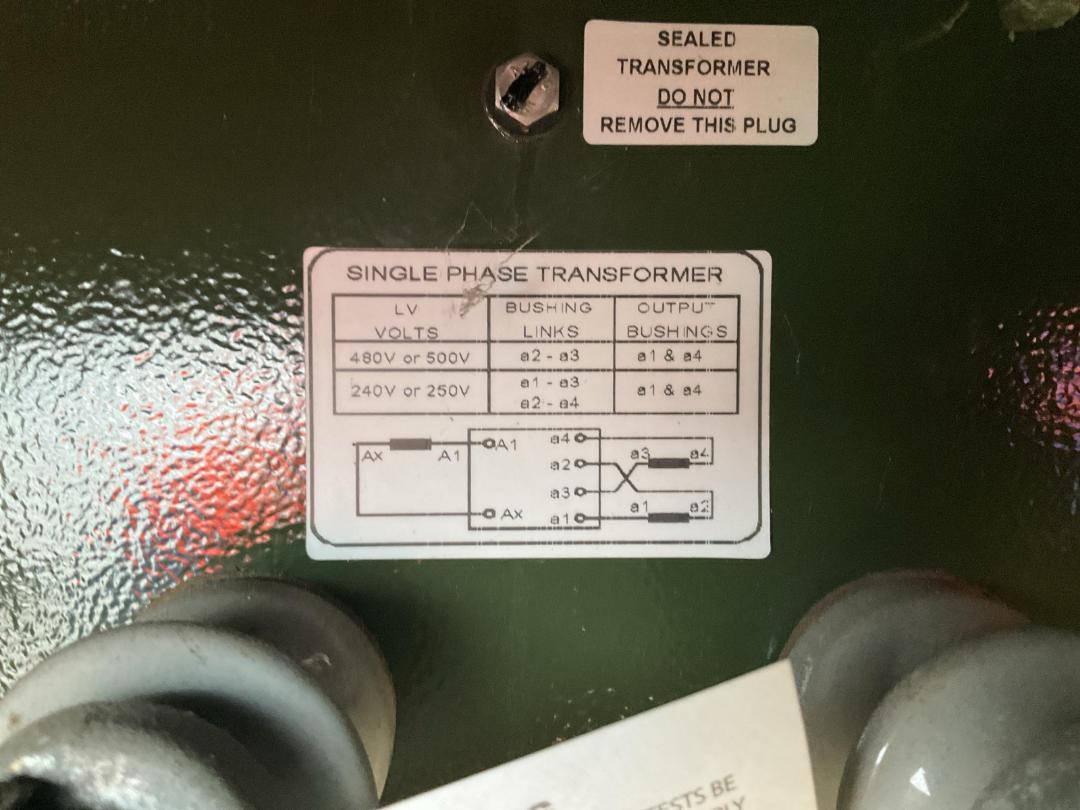 SEALED
TRANSFORMER
DO NOT
REMOVE THIS PLUG
SINGLE PHASE TRANSFORMER
LV VOLTS BUSHING LINKS OUTPUT BUSHINGS
480V or 500V a2 - a3 a1 & a4
240V or 250V a1 - a3 a2 - a4 a1 & a4
a4
Ax A1 A1 a3 a4
a2
a3
a1 a2
Ax a1
TESTS BE